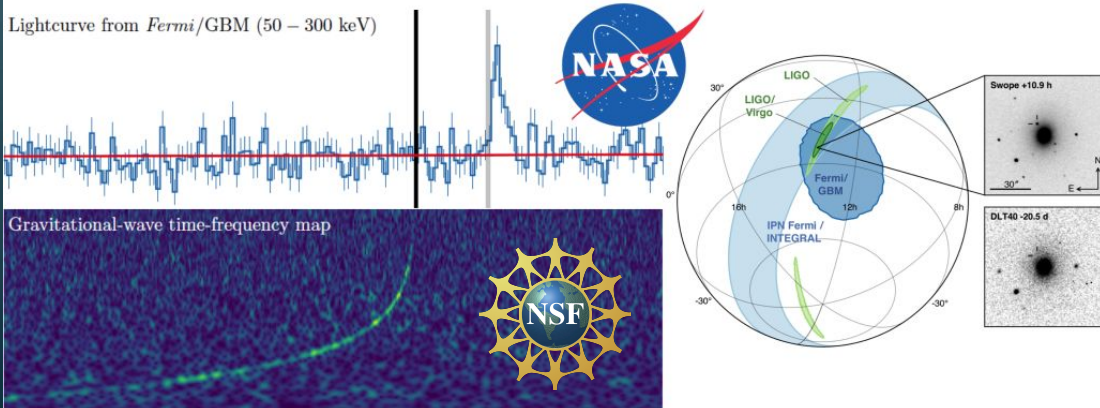 Lightcurve from Fermi/GBM (50 – 300 keV)
NASA
Gravitational-wave time-frequency map
NSF
LIGO
LIGO/
Virgo
Fermi/
GBM
IPN Fermi /
INTEGRAL
30°
30°
0°
16h
12h
8h
-30°
-30°
Swope +10.9 h
30"
N
E
DLT40 -20.5 d